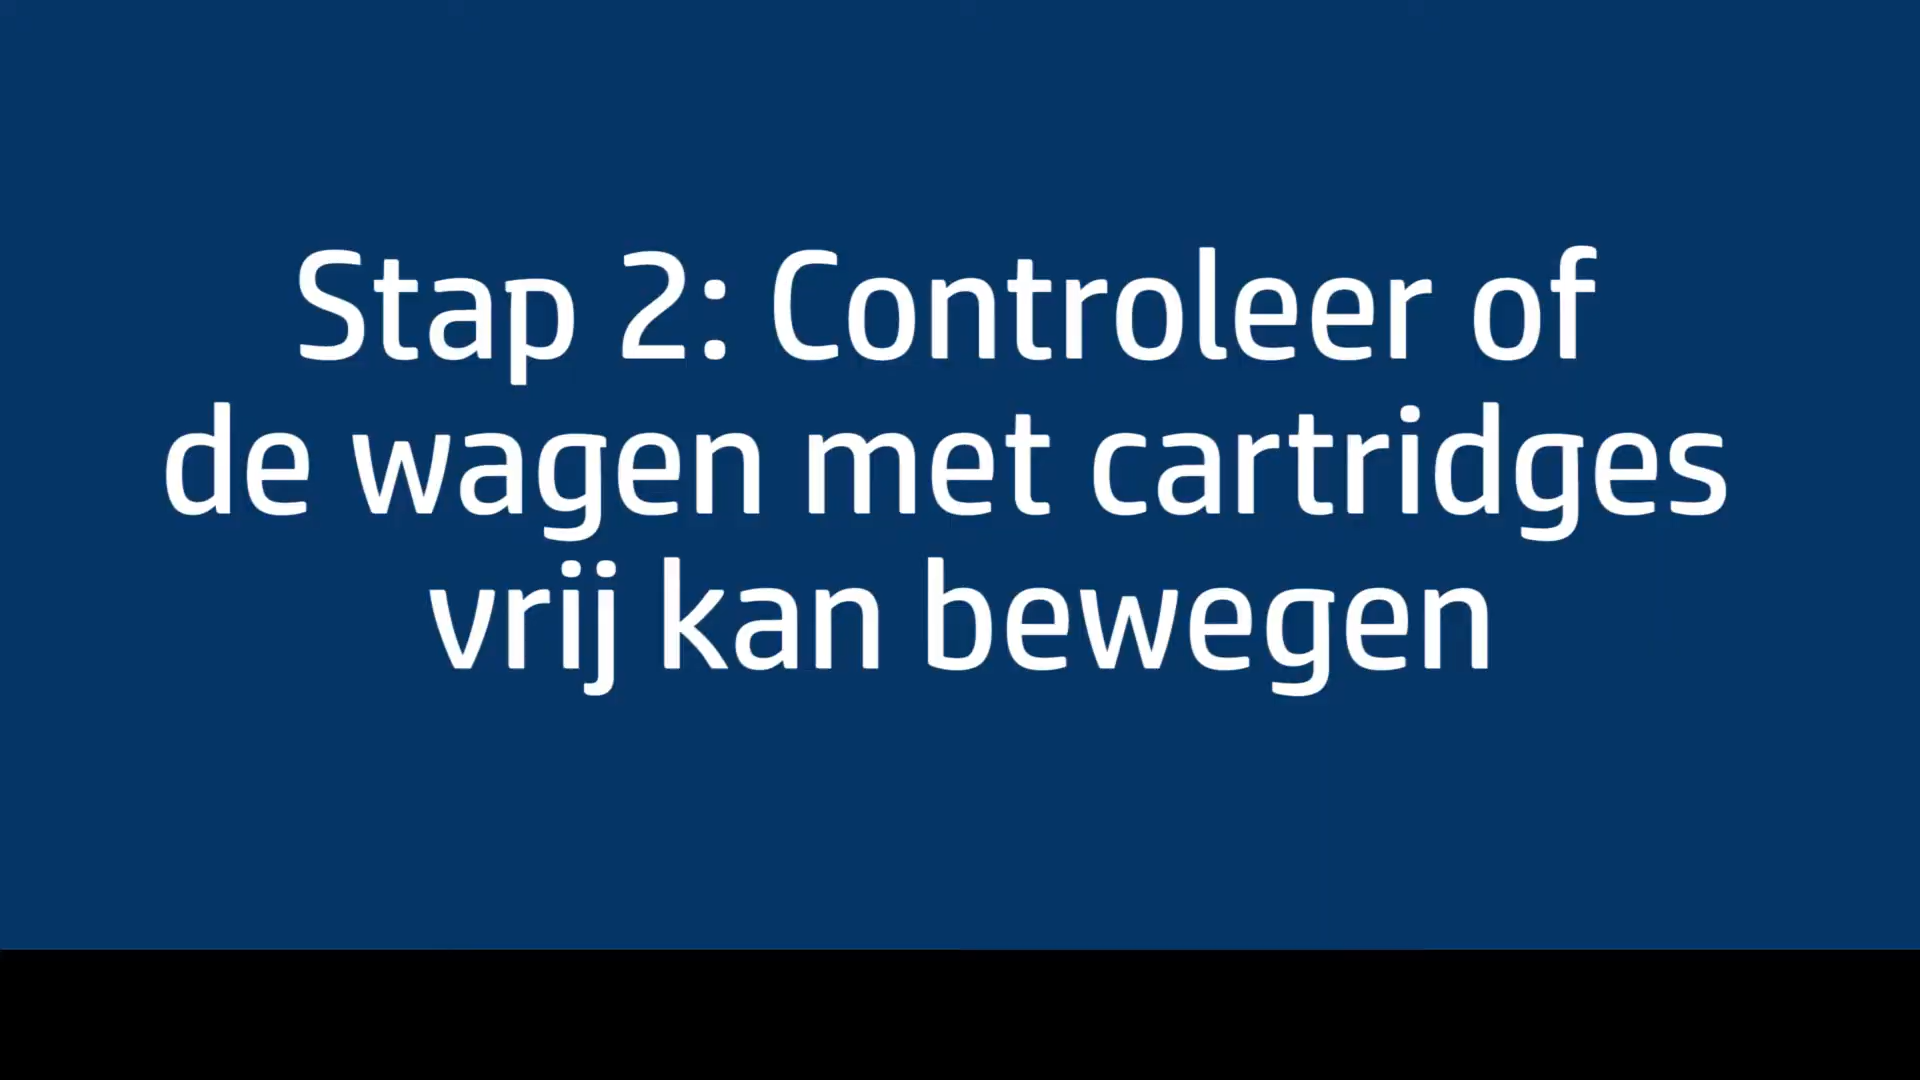 Stap 2: Controleer of
de wagen met cartridges
vrij kan bewegen